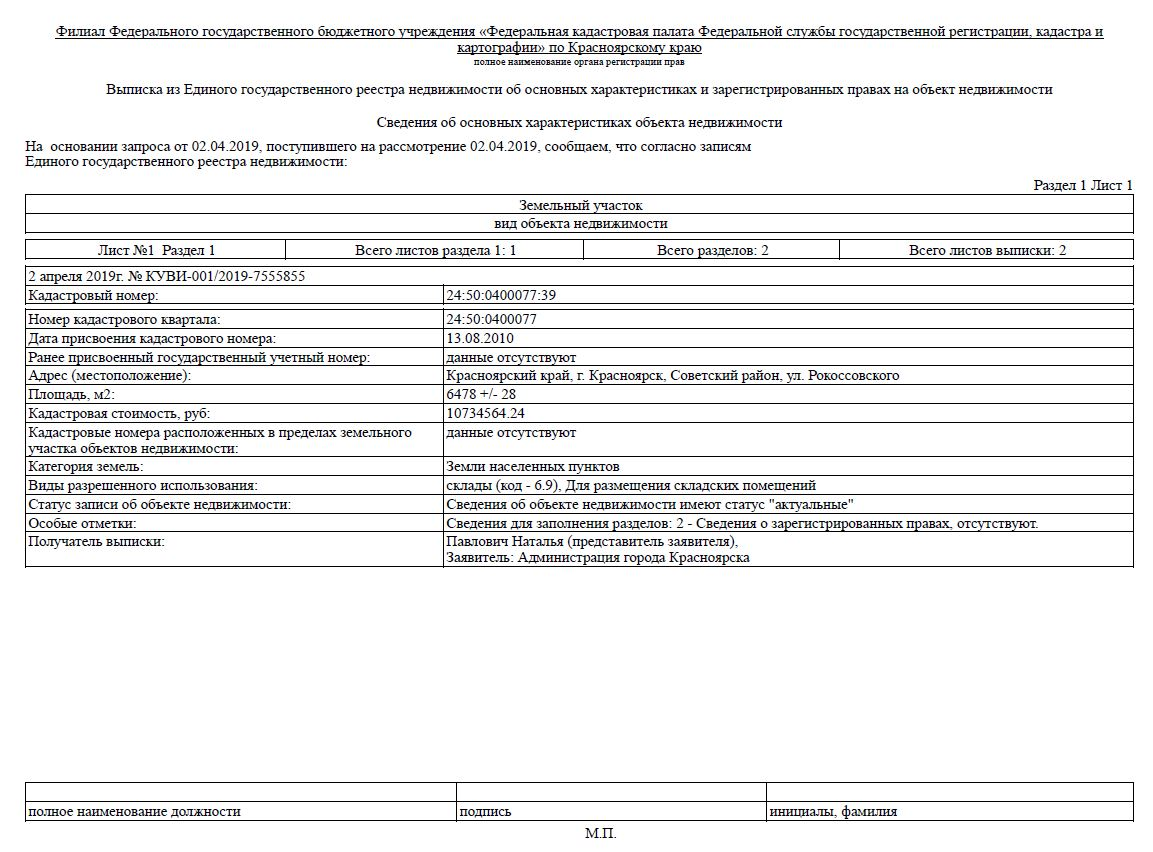 Филиал Федерального государственного бюджетного учреждения «Федеральная кадастровая палата Федеральной службы государственной регистрации, кадастра и
картографии» по Красноярскому краю
полное наименование органа регистрации прав
Выписка из Единого государственного реестра недвижимости об основных характеристиках и зарегистрированных правах на объект недвижимости
Сведения об основных характеристиках объекта недвижимости
На основании запроса от 02.04.2019, поступившего на рассмотрение 02.04.2019, сообщаем, что согласно записям
Единого государственного реестра недвижимости:
Раздел 1 Лист 1
Земельный участок
вид объекта недвижимости
Лист №1 Раздел 1 Всего листов раздела 1: 1 Всего разделов: 2 Всего листов выписки: 2
2 апреля 2019г. № КУВИ-001/2019-7555855
Кадастровый номер: 24:50:0400077:39
Номер кадастрового квартала: 24:50:0400077
Дата присвоения кадастрового номера: 13.08.2010
Ранее присвоенный государственный учетный номер: данные отсутствуют
Адрес (местоположение): Красноярский край, г. Красноярск, Советский район, ул. Рокоссовского
Площадь, м2: 6478 +/- 28
Кадастровая стоимость, руб: 10734564.24
Кадастровые номера расположенных в пределах земельного данные отсутствуют
участка объектов недвижимости:
Категория земель: Земли населенных пунктов
Виды разрешенного использования: склады (код - 6.9), Для размещения складских помещений
Статус записи об объекте недвижимости: Сведения об объекте недвижимости имеют статус "актуальные"
Особые отметки: Сведения для заполнения разделов: 2 - Сведения о зарегистрированных правах, отсутствуют.
Получатель выписки: Павлович Наталья (представитель заявителя),
Заявитель: Администрация города Красноярска
полное наименование должности подпись инициалы, фамилия
М.П.